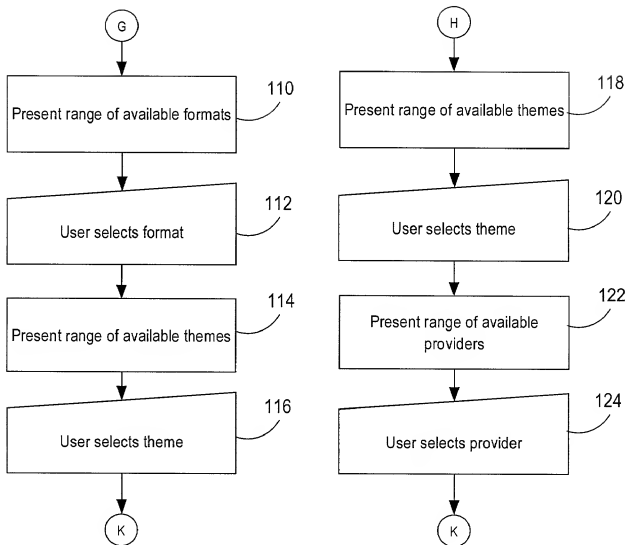 G
Present range of available formats
110
User selects format
112
Present range of available themes
114
User selects theme
116
K
H
Present range of available themes
118
User selects theme
120
Present range of available
providers
122
User selects provider
124
K